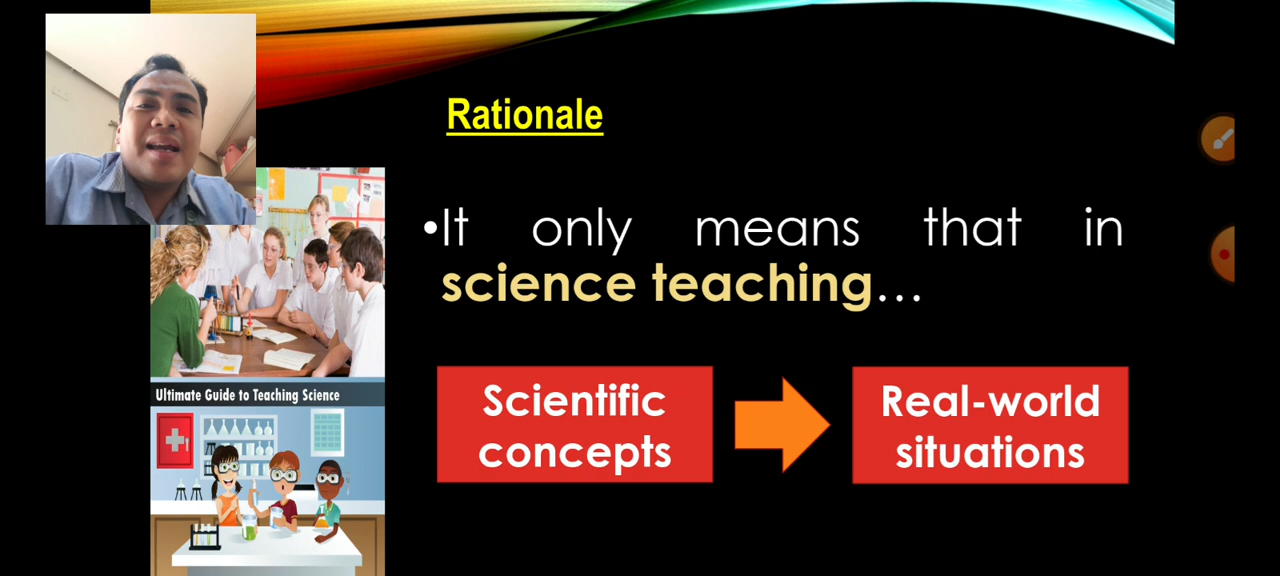 Rationale
•It only means that in
science teaching...
Scientific
concepts
Real-world
situations
Ultimate Guide to Teaching Science